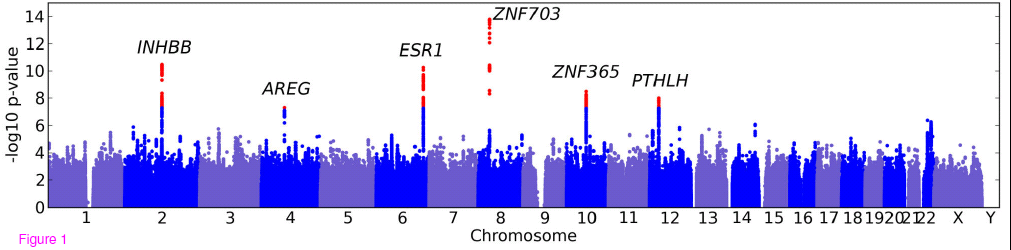 14
ZNF703
12
INHBB
ESR1
10
ZNF365
PTHLH
AREG
8
6
4
2
0
-log10 p-value
1 2 3 4 5 6 7 8 9 10 11 12 13 14 15 16 17 18 19 20 21 22 X Y
Chromosome
Figure 1